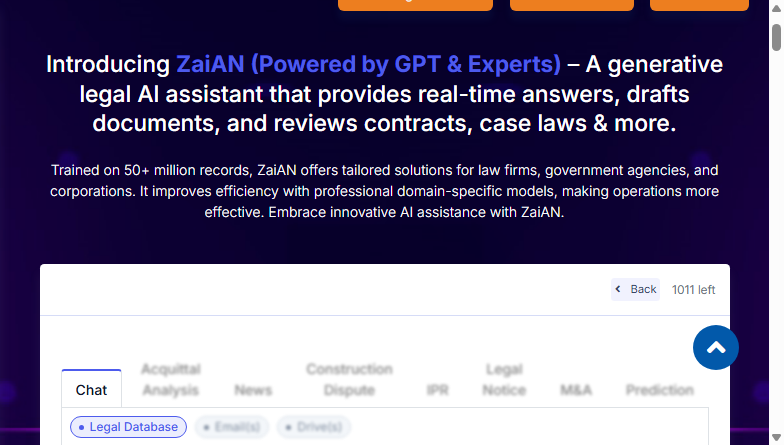 Introducing ZaiAN (Powered by GPT & Experts) – A generative
legal AI assistant that provides real-time answers, drafts
documents, and reviews contracts, case laws & more.
Trained on 50+ million records, ZaiAN offers tailored solutions for law firms, government agencies, and
corporations. It improves efficiency with professional domain-specific models, making operations more
effective. Embrace innovative AI assistance with ZaiAN.
Back 1011 left
Acquittal Construction Legal
Chat Analysis News Dispute IPR Notice M&A Prediction
Legal Database Email(s) Drive(s)